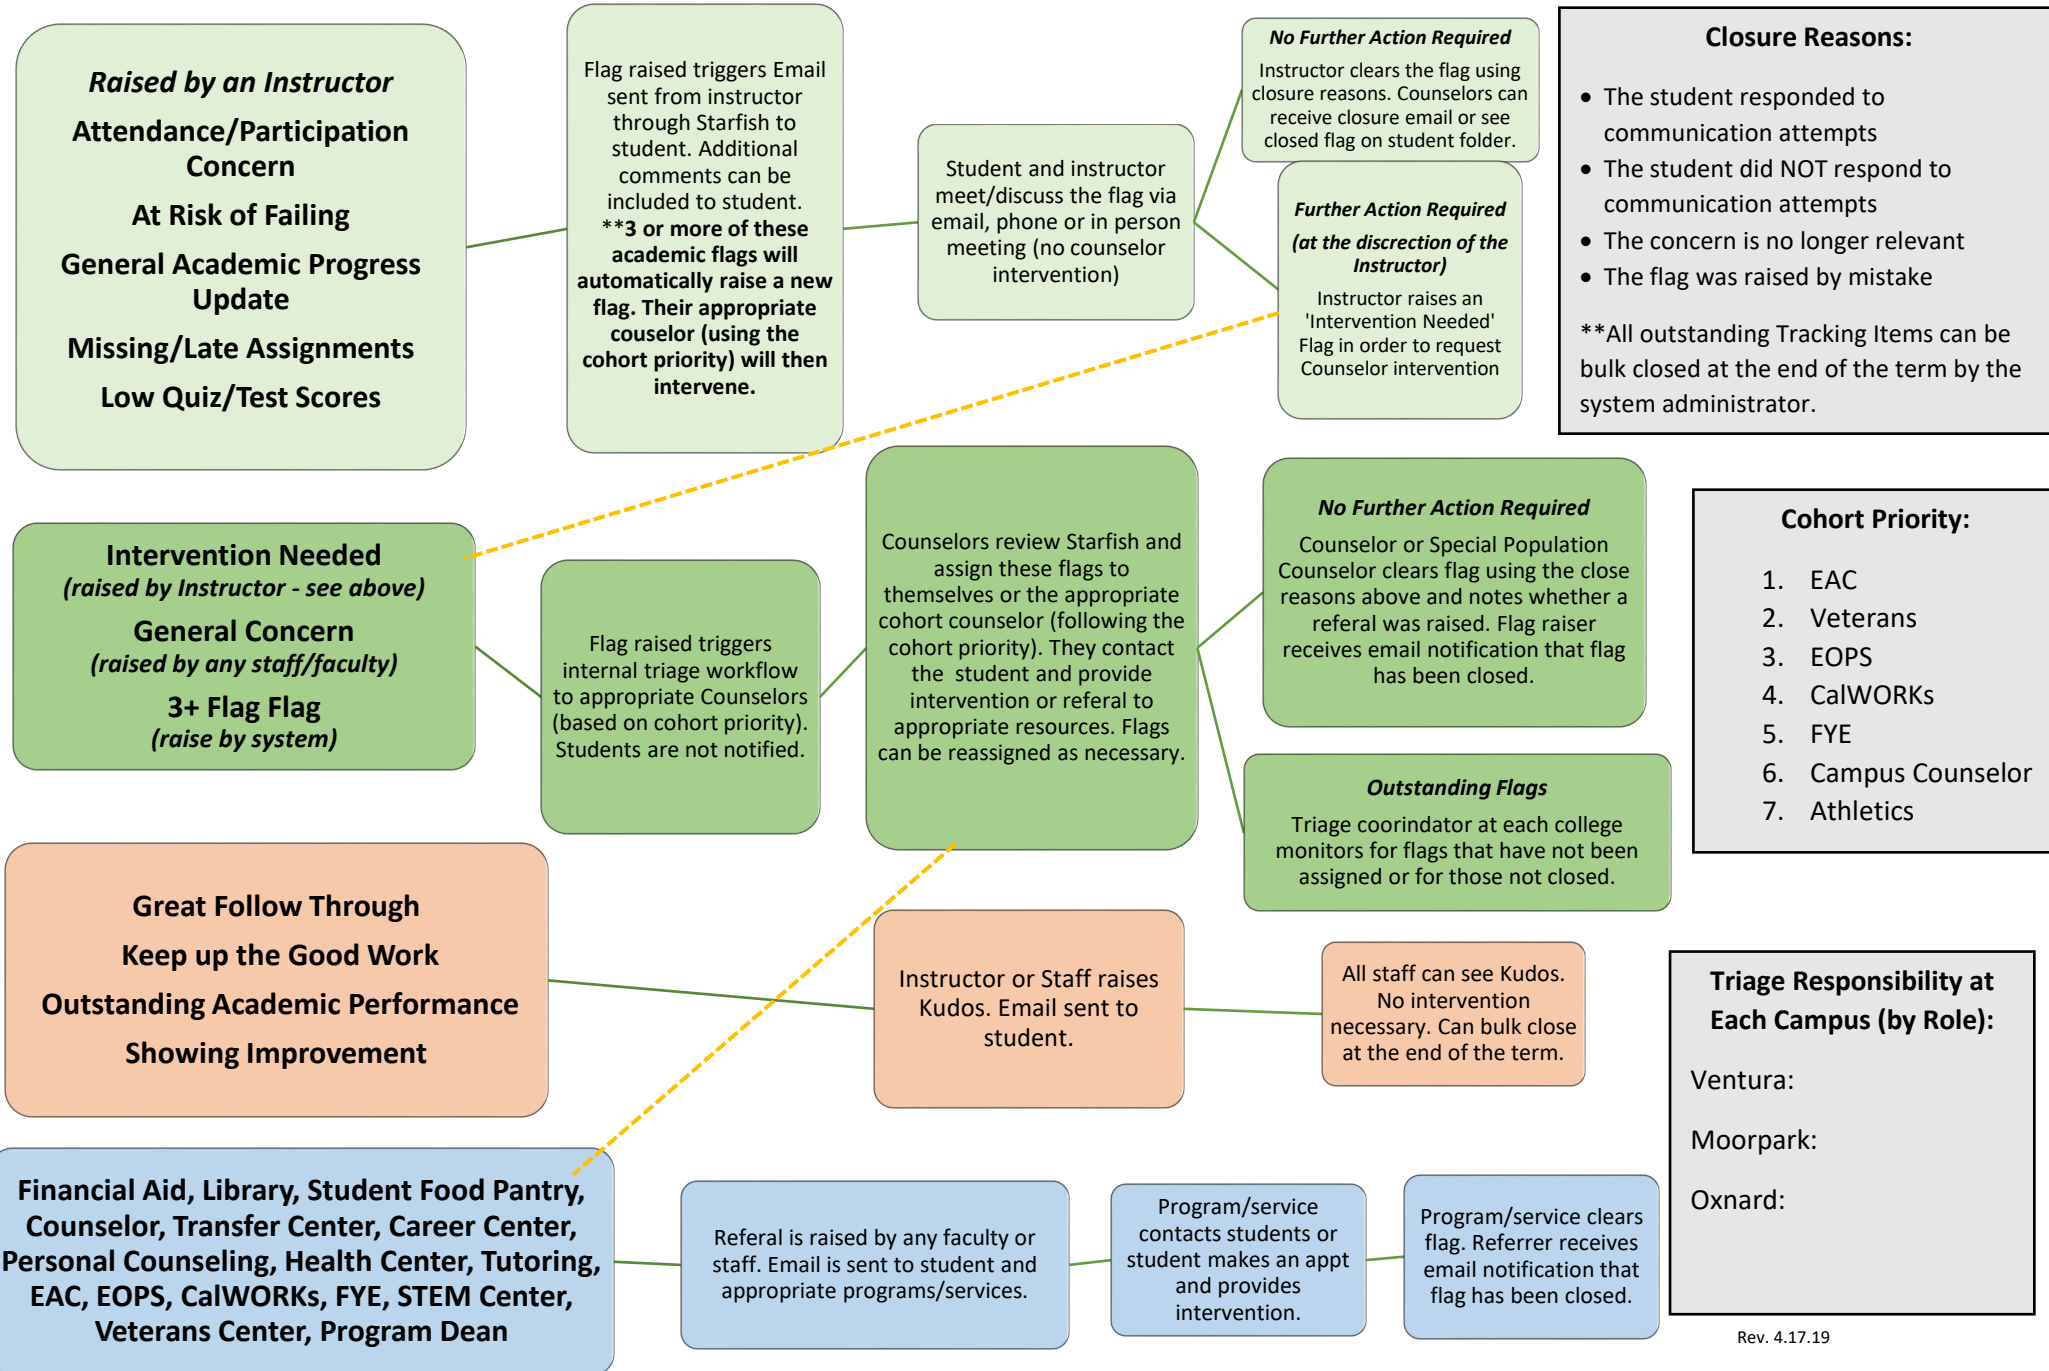 Raised by an Instructor
Attendance/Participation
Concern
At Risk of Failing
General Academic Progress
Update
Missing/Late Assignments
Low Quiz/Test Scores
Flag raised triggers Email
sent from instructor
through Starfish to
student. Additional
comments can be
included to student.
**3 or more of these
academic flags will
automatically raise a new
flag. Their appropriate
couselor (using the
cohort priority) will then
intervene.
Student and instructor
meet/discuss the flag via
email, phone or in person
meeting (no counselor
intervention)
No Further Action Required
Instructor clears the flag using
closure reasons. Counselors can
receive closure email or see
closed flag on student folder.
Further Action Required
(at the discrection of the
Instructor)
Instructor raises an
'Intervention Needed'
Flag in order to request
Counselor intervention
Closure Reasons:
• The student responded to
communication attempts
• The student did NOT respond to
communication attempts
• The concern is no longer relevant
• The flag was raised by mistake
**All outstanding Tracking Items can be
bulk closed at the end of the term by the
system administrator.
Intervention Needed
(raised by Instructor - see above)
General Concern
(raised by any staff/faculty)
3+ Flag Flag
(raise by system)
Flag raised triggers
internal triage workflow
to appropriate Counselors
(based on cohort priority).
Students are not notified.
Counselors review Starfish and
assign these flags to
themselves or the appropriate
cohort counselor (following the
cohort priority). They contact
the student and provide
intervention or referal to
appropriate resources. Flags
can be reassigned as necessary.
No Further Action Required
Counselor or Special Population
Counselor clears flag using the close
reasons above and notes whether a
referal was raised. Flag raiser
receives email notification that flag
has been closed.
Outstanding Flags
Triage coorindator at each college
monitors for flags that have not been
assigned or for those not closed.
Cohort Priority:
1. EAC
2. Veterans
3. EOPS
4. CalWORKs
5. FYE
6. Campus Counselor
7. Athletics
Great Follow Through
Keep up the Good Work
Outstanding Academic Performance
Showing Improvement
Instructor or Staff raises
Kudos. Email sent to
student.
All staff can see Kudos.
No intervention
necessary. Can bulk close
at the end of the term.
Triage Responsibility at
Each Campus (by Role):
Ventura:
Moorpark:
Oxnard:
Financial Aid, Library, Student Food Pantry,
Counselor, Transfer Center, Career Center,
Personal Counseling, Health Center, Tutoring,
EAC, EOPS, CalWORKs, FYE, STEM Center,
Veterans Center, Program Dean
Referal is raised by any faculty or
staff. Email is sent to student and
appropriate programs/services.
Program/service
contacts students or
student makes an appt
and provides
intervention.
Program/service clears
flag. Referrer receives
email notification that
flag has been closed.
Rev. 4.17.19